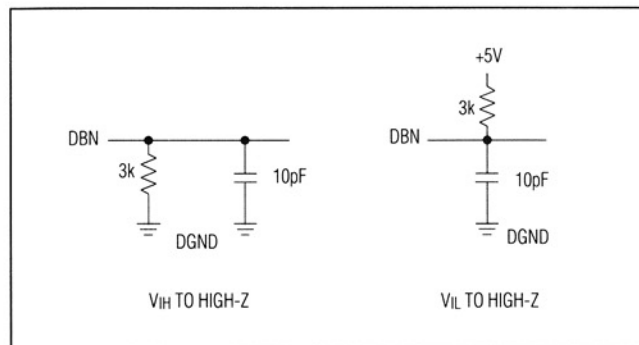 DBN
3k
10pF
DGND
VIH TO HIGH-Z
+5V
3k
DBN
10pF
DGND
VIL TO HIGH-Z